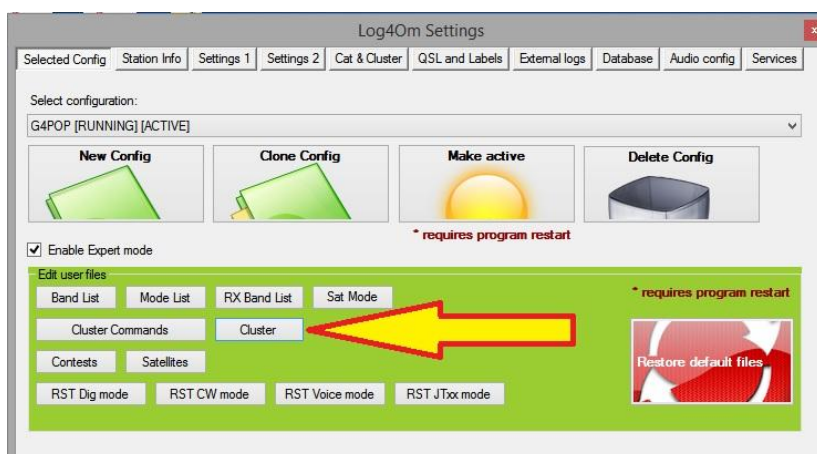 Log4Om Settings
x
Selected Config Station Info Settings 1 Settings 2 Cat & Cluster QSL and Labels External logs Database Audio config Services
Select configuration:
G4POP [RUNNING] [ACTIVE]
New Config Clone Config Make active Delete Config
* requires program restart
Enable Expert mode
Edit user files
Band List Mode List RX Band List Sat Mode * requires program restart
Cluster Commands Cluster
Contests Satellites Restore default files
RST Dig mode RST CW mode RST Voice mode RST JTxx mode